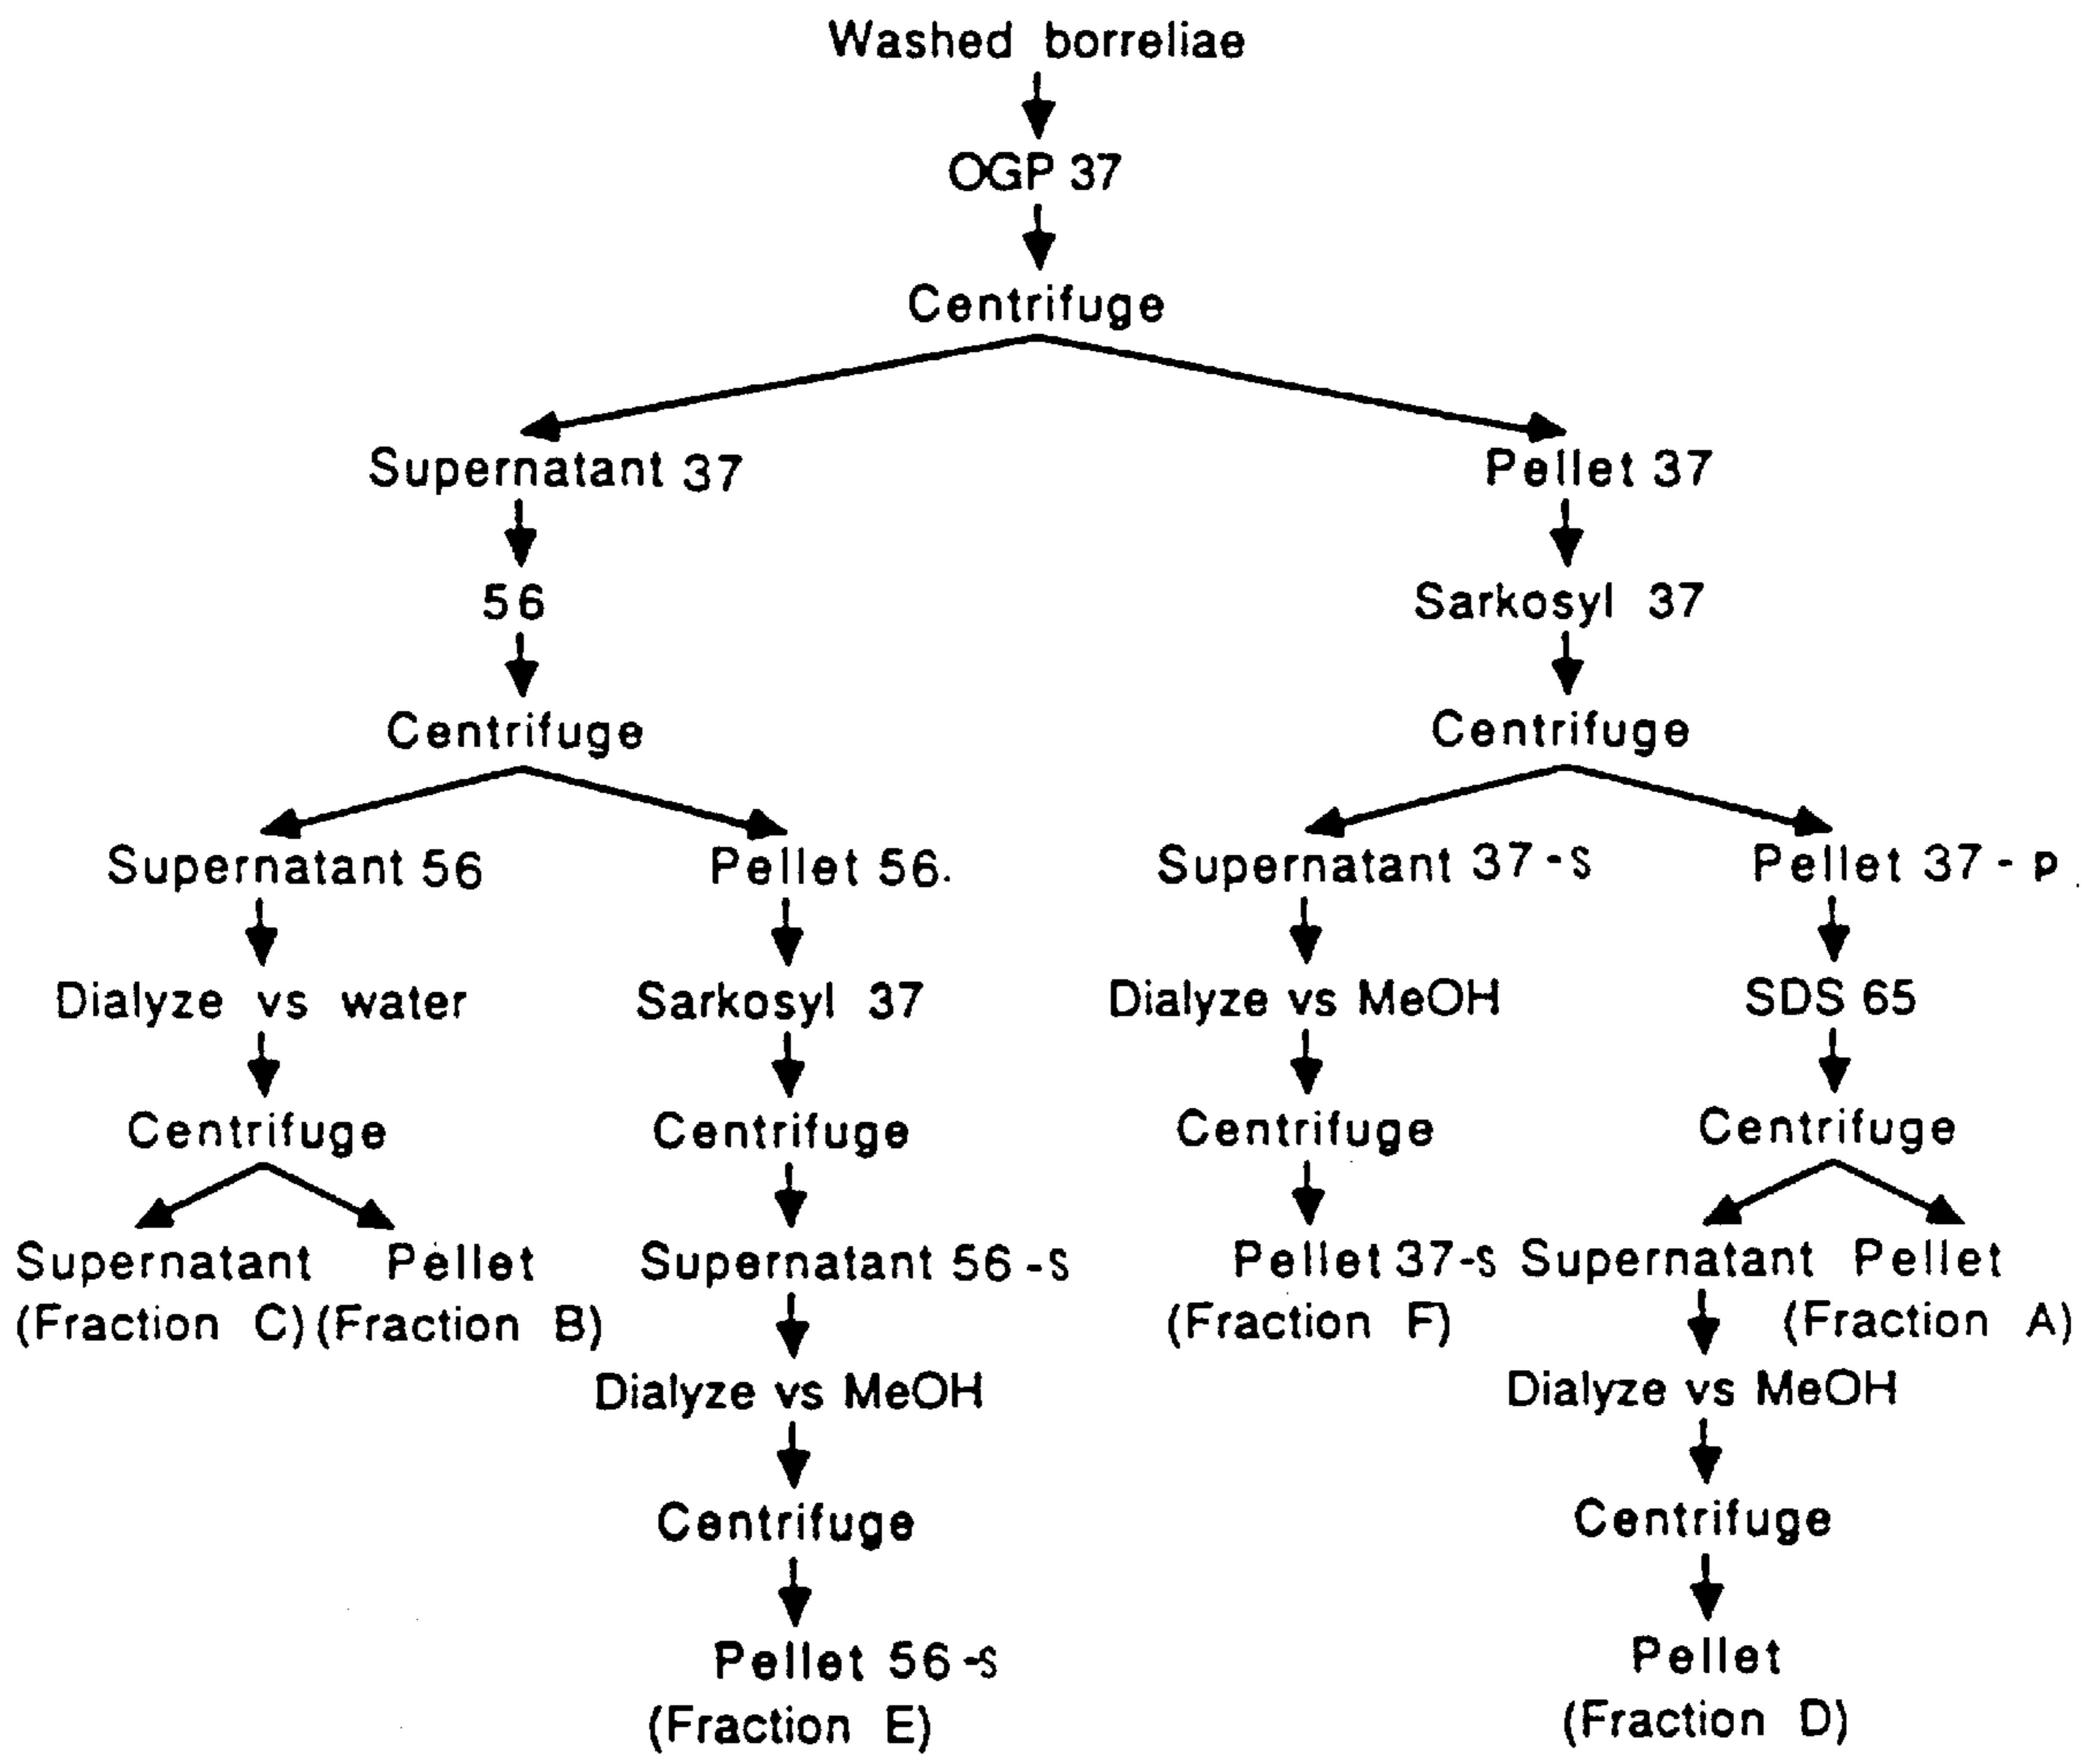 Washed borreliae
OGP 37
Centrifuge
Supernatant 37
Pellet 37
56
Sarkosyl 37
Centrifuge
Centrifuge
Supernatant 56
Pellet 56.
Supernatant 37-s
Pellet 37-p
Dialyze vs water
Sarkosyl 37
Dialyze vs MeOH
SDS 65
Centrifuge
Centrifuge
Centrifuge
Centrifuge
Supernatant
(Fraction C)
Pellet
(Fraction B)
Supernatant 56-s
Pellet 37-s
(Fraction F)
Supernatant
Pellet
(Fraction A)
Dialyze vs MeOH
Dialyze vs MeOH
Centrifuge
Centrifuge
Pellet 56-s
(Fraction E)
Pellet
(Fraction D)